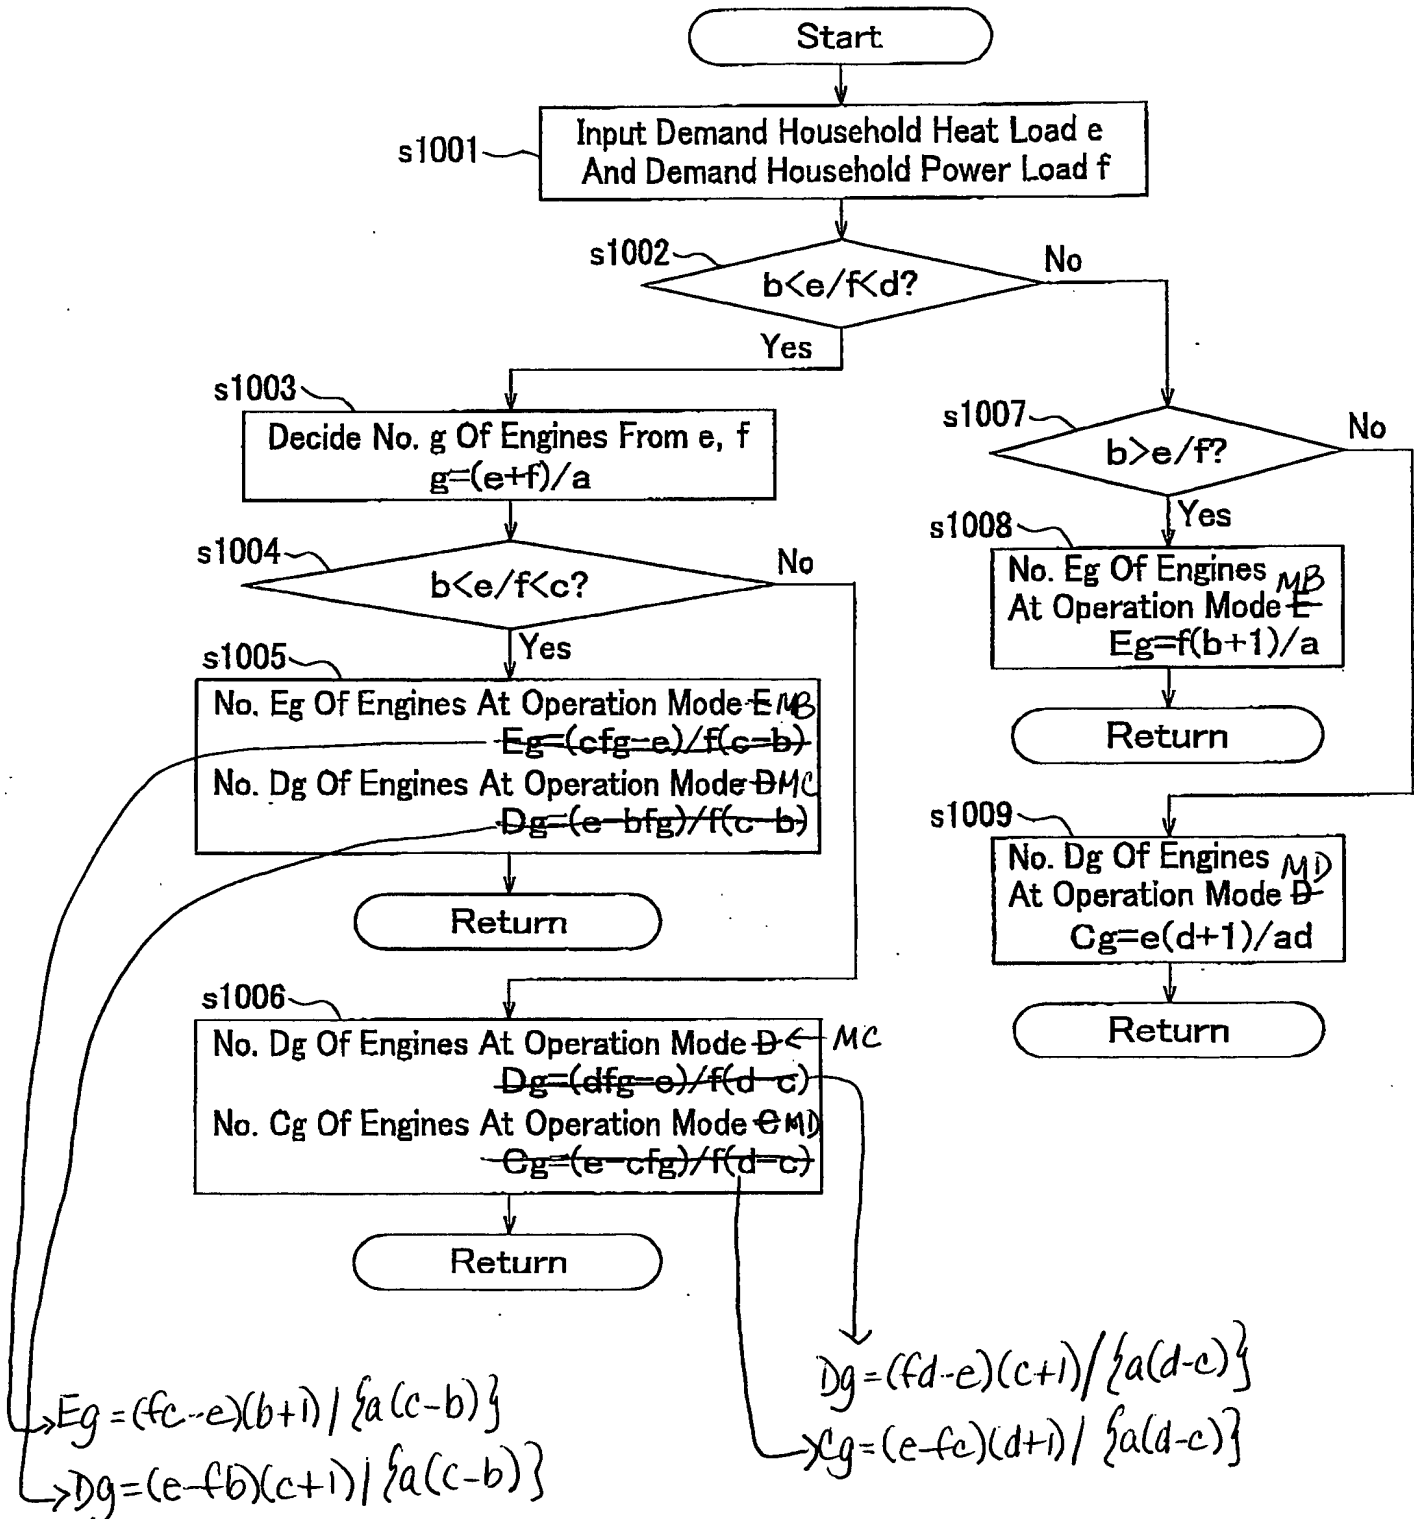 Start
s1001
Input Demand Household Heat Load e
And Demand Household Power Load f
s1002
b<e/f<d?
No
Yes
s1003
Decide No. g Of Engines From e, f
g=(e+f)/a
s1004
b<e/f<c?
No
Yes
s1005
No. Eg Of Engines At Operation Mode E MB
Eg=(cfg-e)/f(c-b)
No. Dg Of Engines At Operation Mode D MC
Dg=(e-bfg)/f(c-b)
Return
s1006
No. Dg Of Engines At Operation Mode D ← MC
Dg=(dfg-e)/f(d-c)
No. Cg Of Engines At Operation Mode C MD
Cg=(e-cfg)/f(d-c)
Return
s1007
b>e/f?
No
Yes
s1008
No. Eg Of Engines
At Operation Mode E MB
Eg=f(b+1)/a
Return
s1009
No. Dg Of Engines
At Operation Mode D MD
Cg=e(d+1)/ad
Return
Eg=(fc-e)(b+1)/{a(c-b)}
Dg=(e-fb)(c+1)/{a(c-b)}
Dg=(fd-e)(c+1)/{a(d-c)}
Cg=(e-fc)(d+1)/{a(d-c)}